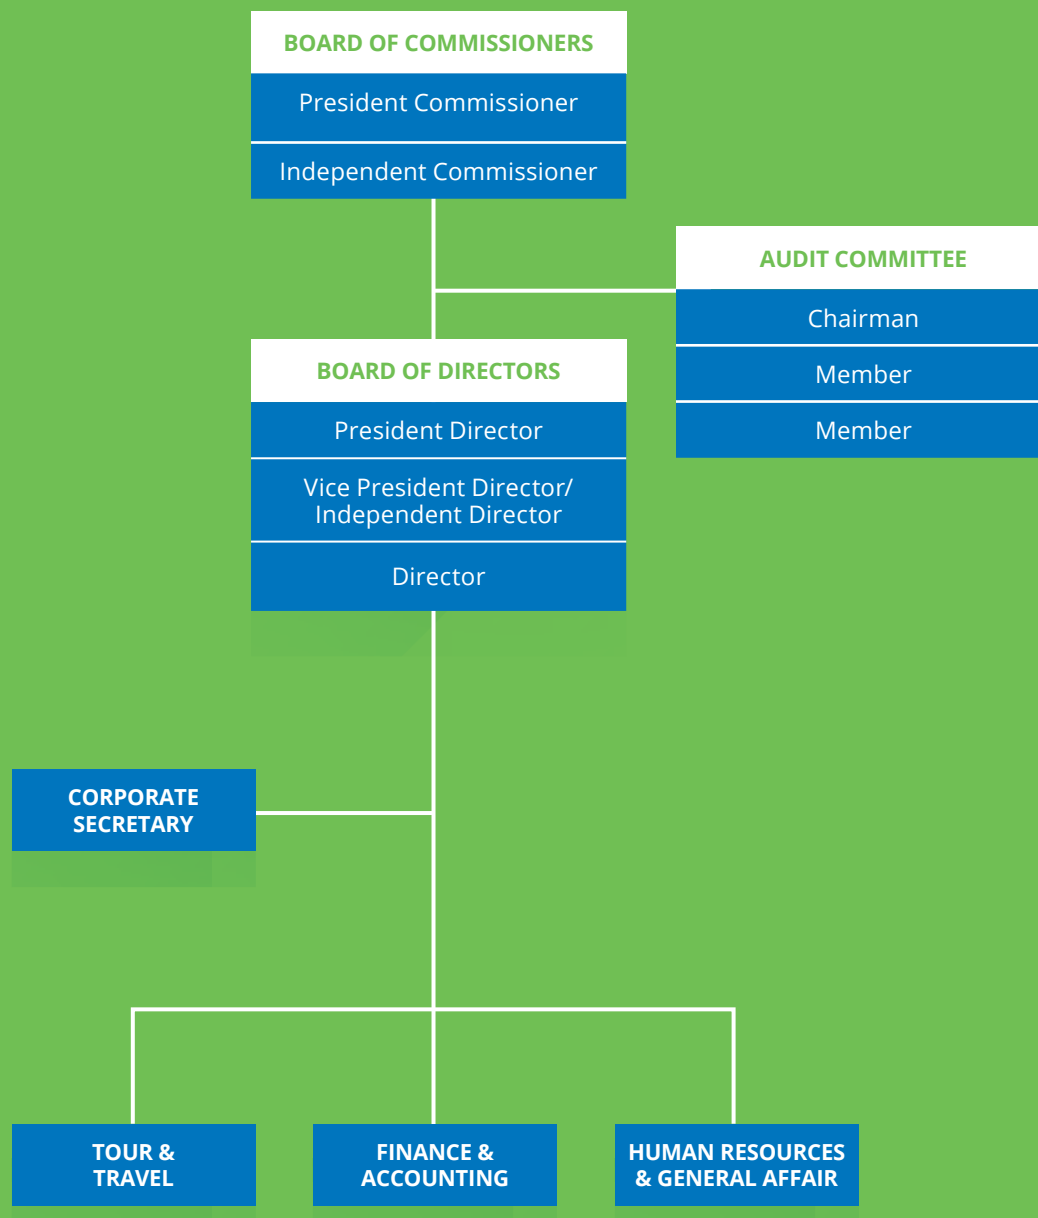 BOARD OF COMMISSIONERS
President Commissioner
Independent Commissioner
AUDIT COMMITTEE
Chairman
Member
Member
BOARD OF DIRECTORS
President Director
Vice President Director/
Independent Director
Director
CORPORATE
SECRETARY
TOUR &
TRAVEL
FINANCE &
ACCOUNTING
HUMAN RESOURCES
& GENERAL AFFAIR